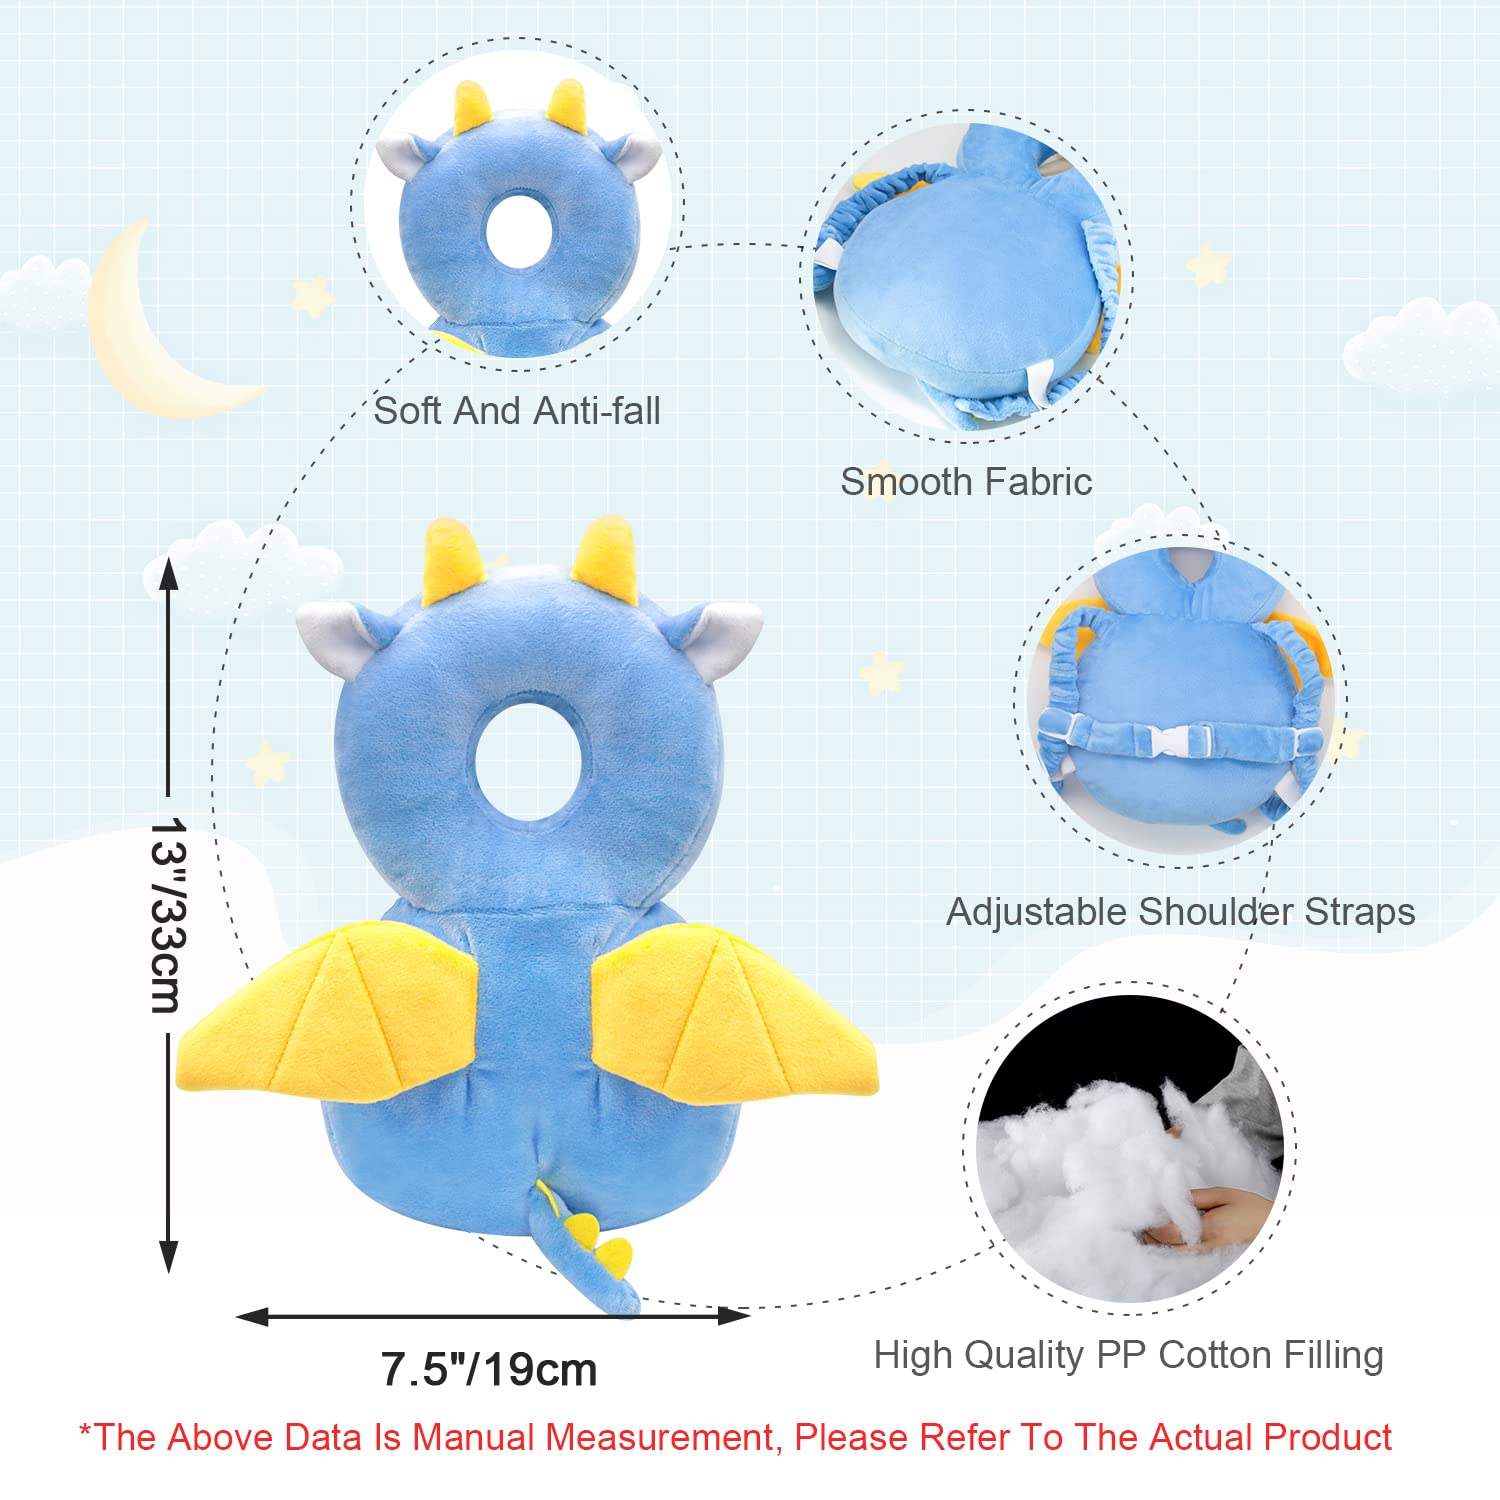 Soft And Anti-fall
Smooth Fabric
Adjustable Shoulder Straps
13"/33cm
High Quality PP Cotton Filling
7.5"/19cm
*The Above Data Is Manual Measurement, Please Refer To The Actual Product